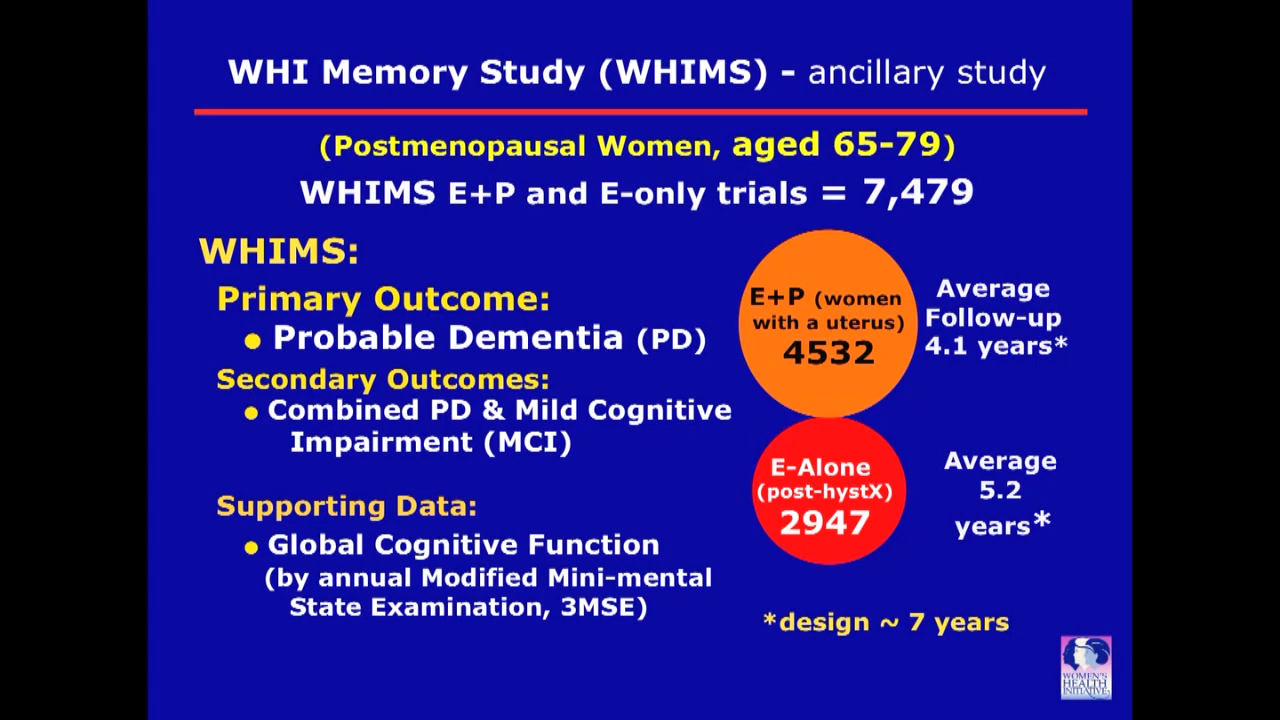 WHI Memory Study (WHIMS) - ancillary study
(Postmenopausal Women, aged 65-79)
WHIMS E+P and E-only trials = 7,479
WHIMS:
Primary Outcome:
• Probable Dementia (PD)
Secondary Outcomes:
• Combined PD & Mild Cognitive
Impairment (MCI)
Supporting Data:
• Global Cognitive Function
(by annual Modified Mini-mental
State Examination, 3MSE)
E+P (women
with a uterus)
4532
Average
Follow-up
4.1 years*
E-Alone
(post-hystX)
2947
Average
5.2
years*
*design ~ 7 years
WOMEN'S
HEALTH
INITIATIVE